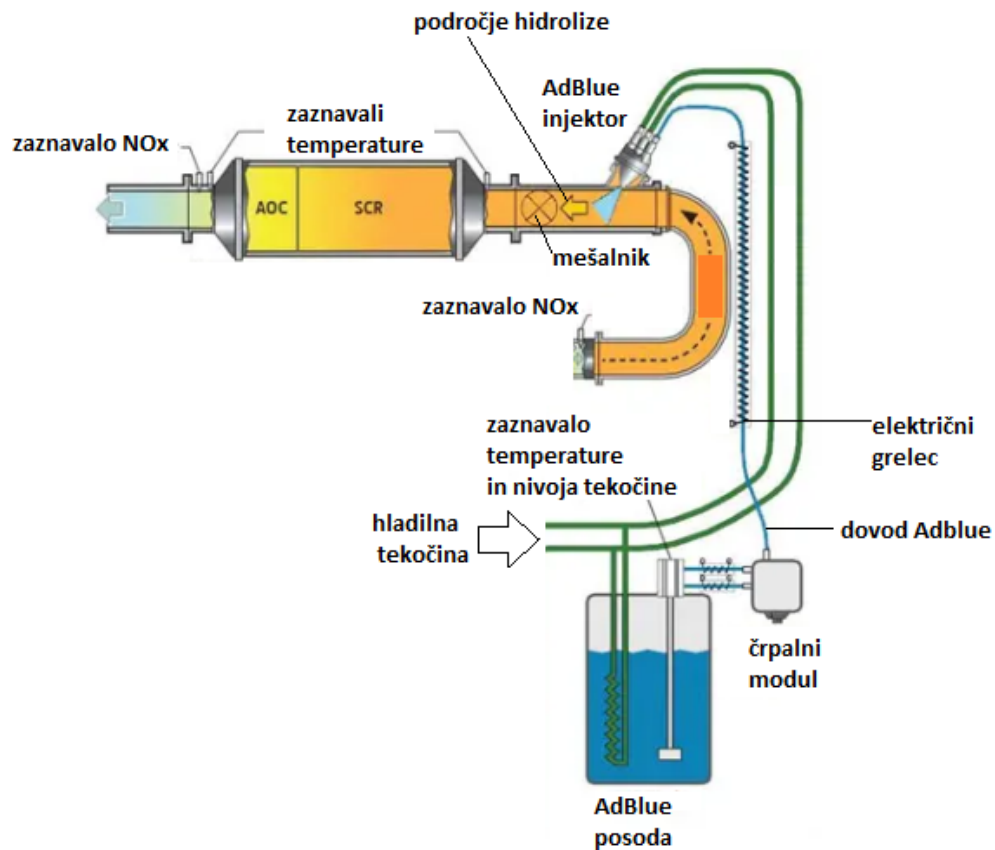 področje hidrolize
AdBlue
injektor
zaznavali
temperature
zaznavalo NOx
AOC
SCR
mešalnik
zaznavalo NOx
zaznavalo
temperature
in nivoja tekočine
električni
grelec
hladilna
tekočina
dovod Adblue
črpalni
modul
AdBlue
posoda